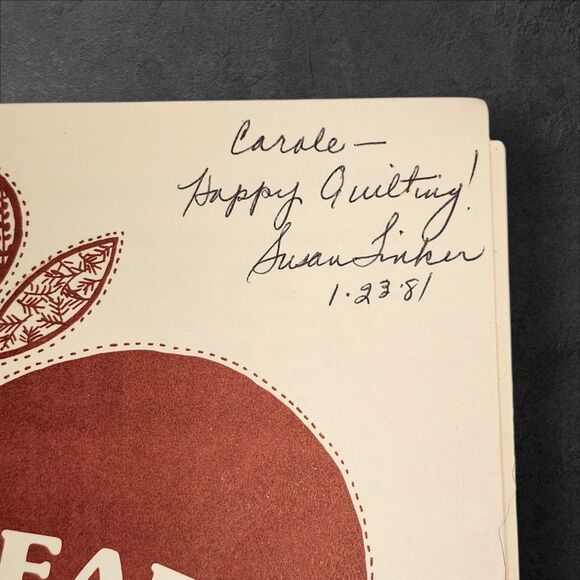 Carole —
Happy Quilting!
Susan Linker
1·23·81